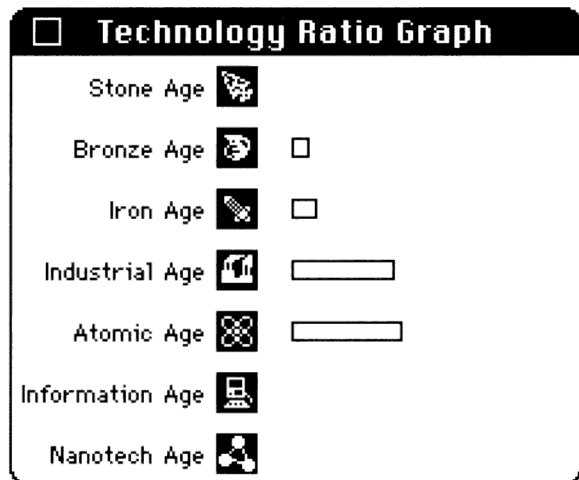 Technology Ratio Graph
Stone Age
Bronze Age
Iron Age
Industrial Age
Atomic Age
Information Age
Nanotech Age